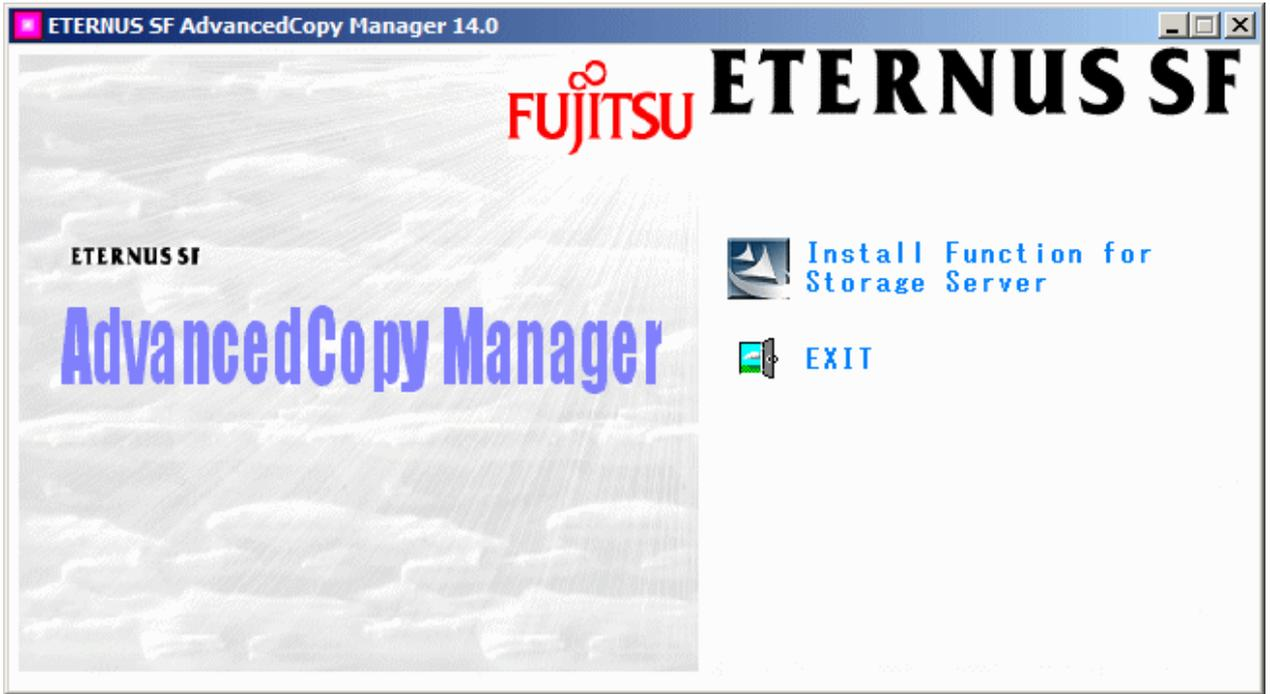 ETERNUS SF AdvancedCopy Manager 14.0
FUJITSU
ETERNUS SF
ETERNUS SF
AdvancedCopy Manager
Install Function for
Storage Server
EXIT